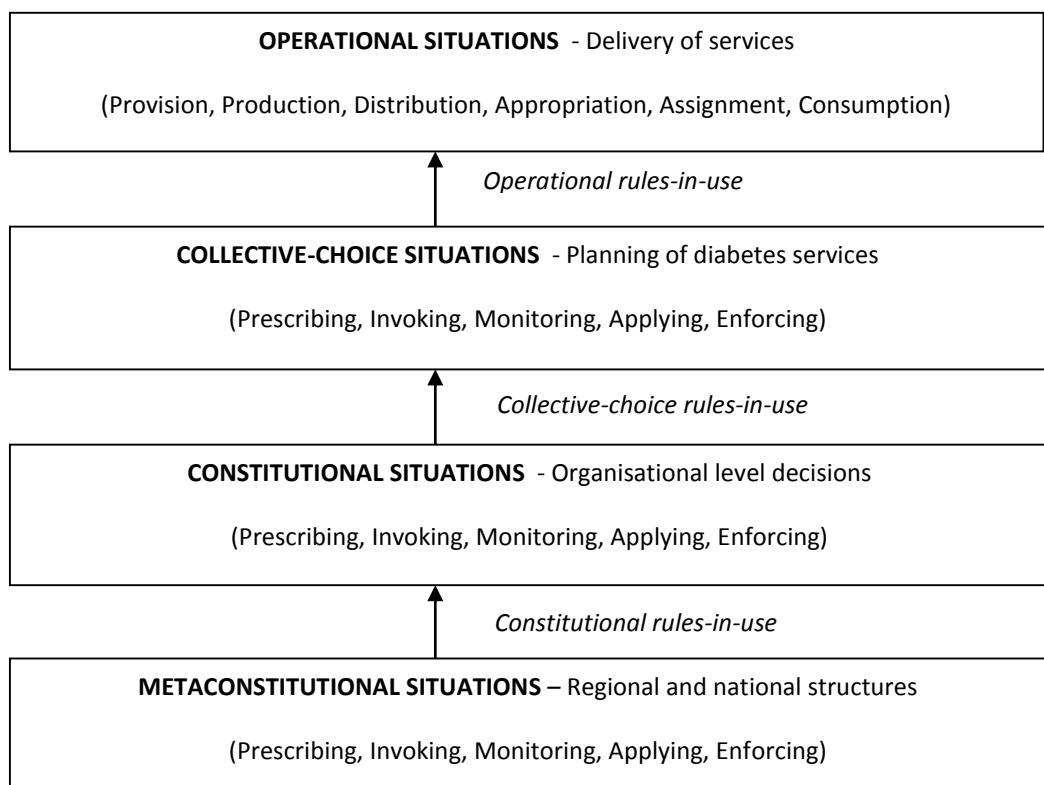 OPERATIONAL SITUATIONS - Delivery of services
(Provision, Production, Distribution, Appropriation, Assignment, Consumption)
Operational rules-in-use
COLLECTIVE-CHOICE SITUATIONS - Planning of diabetes services
(Prescribing, Invoking, Monitoring, Applying, Enforcing)
Collective-choice rules-in-use
CONSTITUTIONAL SITUATIONS - Organisational level decisions
(Prescribing, Invoking, Monitoring, Applying, Enforcing)
Constitutional rules-in-use
METACONSTITUTIONAL SITUATIONS – Regional and national structures
(Prescribing, Invoking, Monitoring, Applying, Enforcing)